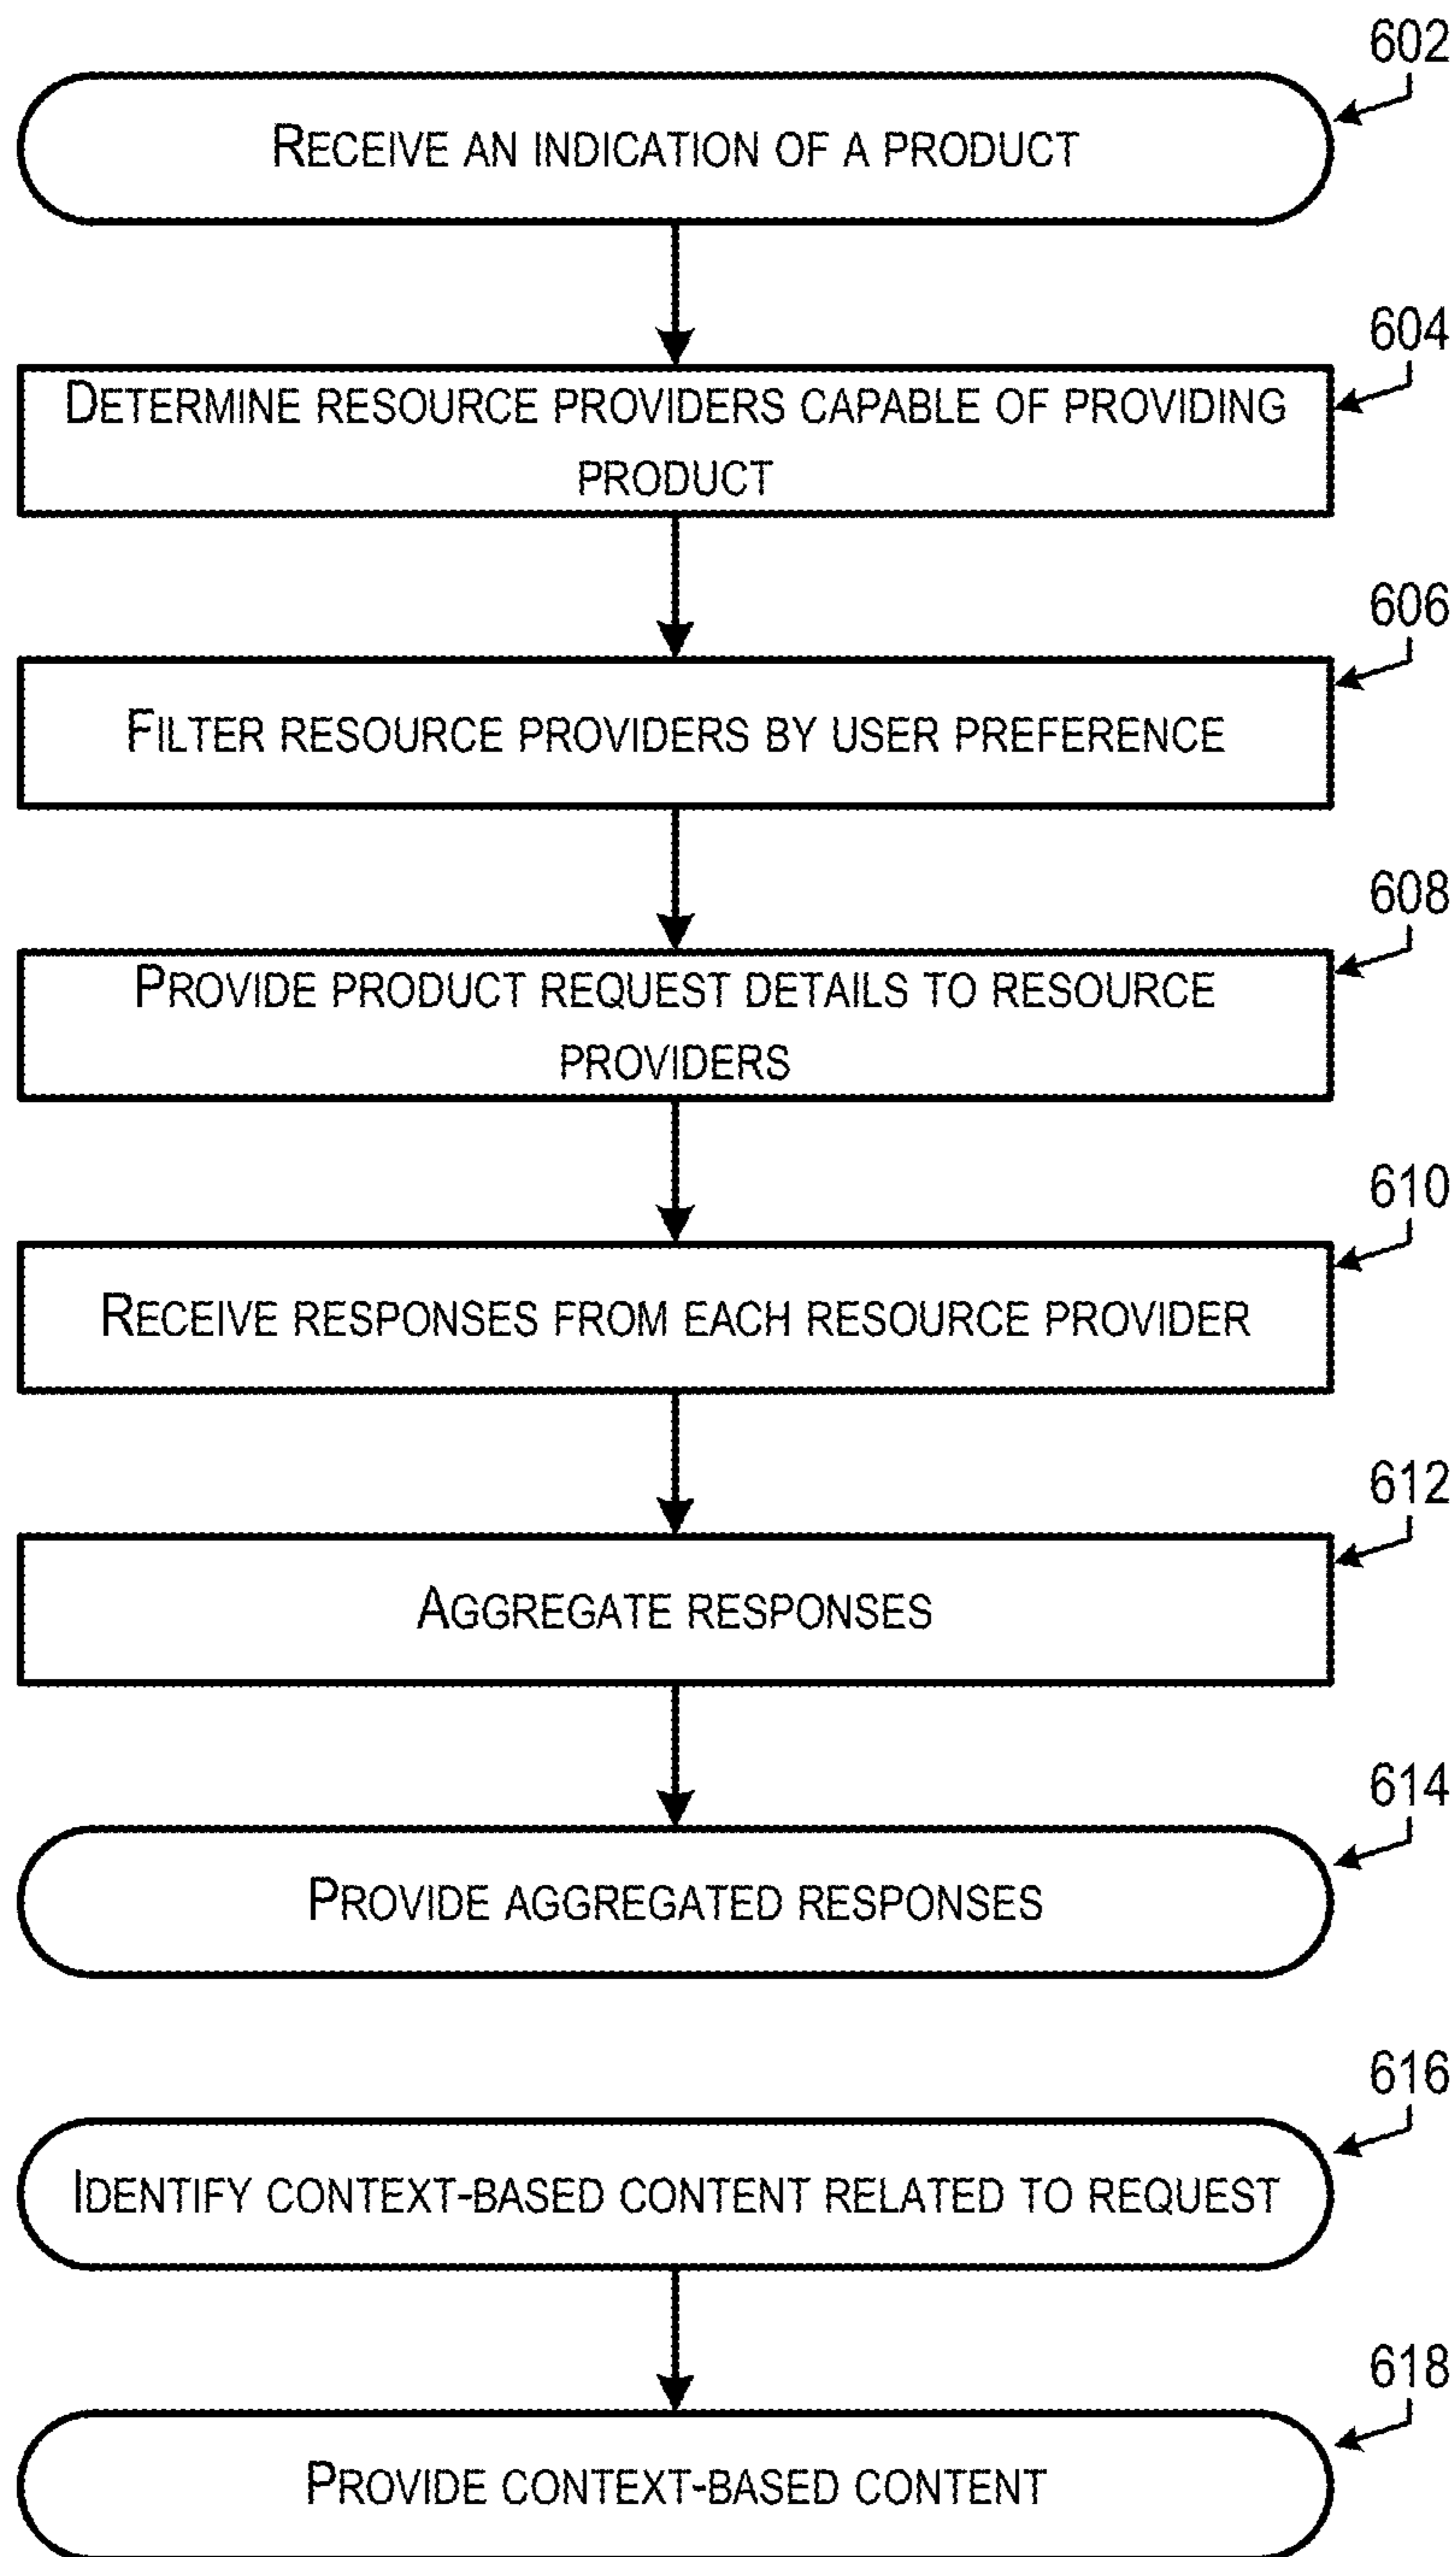 602
RECEIVE AN INDICATION OF A PRODUCT
604
DETERMINE RESOURCE PROVIDERS CAPABLE OF PROVIDING
PRODUCT
606
FILTER RESOURCE PROVIDERS BY USER PREFERENCE
608
PROVIDE PRODUCT REQUEST DETAILS TO RESOURCE
PROVIDERS
610
RECEIVE RESPONSES FROM EACH RESOURCE PROVIDER
612
AGGREGATE RESPONSES
614
PROVIDE AGGREGATED RESPONSES
616
IDENTIFY CONTEXT-BASED CONTENT RELATED TO REQUEST
618
PROVIDE CONTEXT-BASED CONTENT